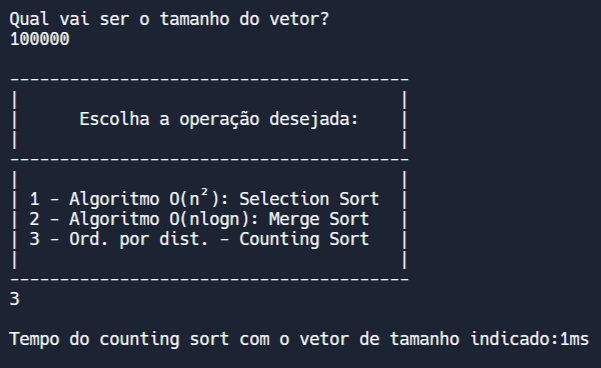 Qual vai ser o tamanho do vetor?
100000
----------------------------------------
|                                      |
|      Escolha a operação desejada:    |
|                                      |
----------------------------------------
|                                      |
| 1 - Algoritmo O(n²): Selection Sort  |
| 2 - Algoritmo O(nlogn): Merge Sort   |
| 3 - Ord. por dist. - Counting Sort   |
|                                      |
----------------------------------------
3
Tempo do counting sort com o vetor de tamanho indicado:1ms